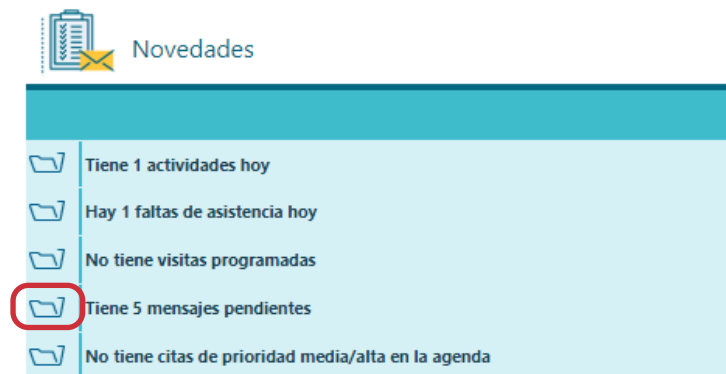 Novedades
Tiene 1 actividades hoy
Hay 1 faltas de asistencia hoy
No tiene visitas programadas
Tiene 5 mensajes pendientes
No tiene citas de prioridad media/alta en la agenda